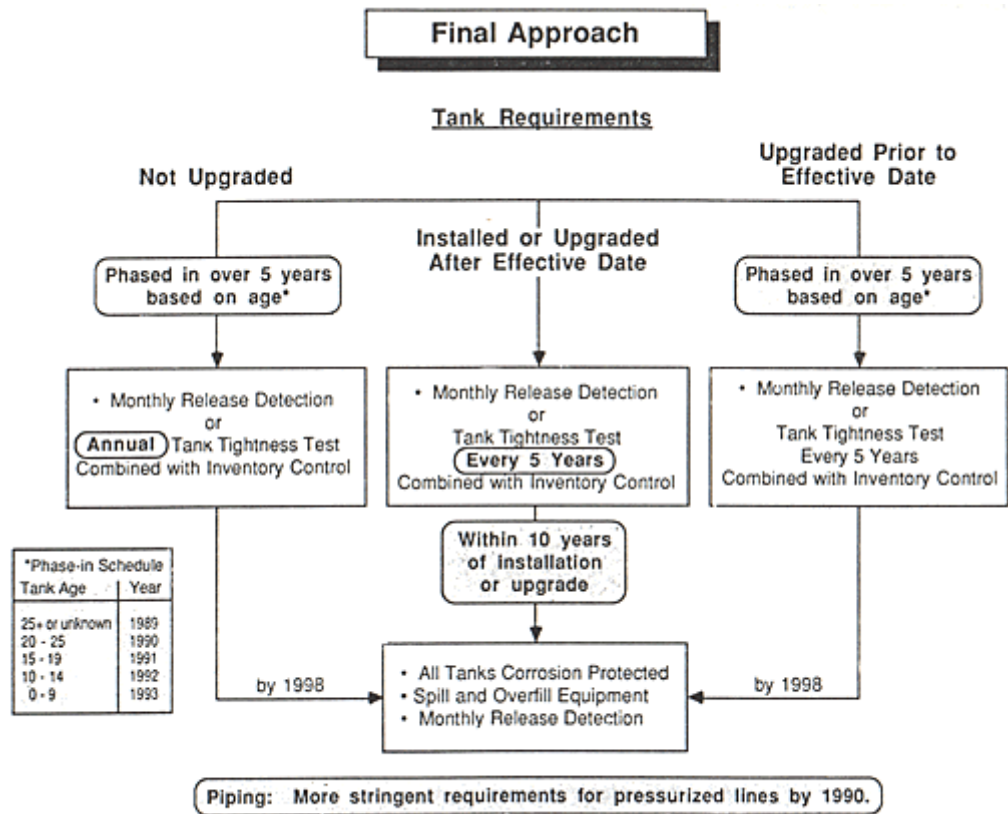 Final Approach
Tank Requirements
Not Upgraded
Installed or Upgraded
After Effective Date
Upgraded Prior to
Effective Date
Phased in over 5 years
based on age*
Phased in over 5 years
based on age*
• Monthly Release Detection
or
Annual Tank Tightness Test
Combined with Inventory Control
• Monthly Release Detection
or
Tank Tightness Test
Every 5 Years
Combined with Inventory Control
• Monthly Release Detection
or
Tank Tightness Test
Every 5 Years
Combined with Inventory Control
Within 10 years
of installation
or upgrade
*Phase-in Schedule
Tank Age Year
25+ or unknown 1989
20 - 25 1990
15 - 19 1991
10 - 14 1992
0 - 9 1993
by 1998
• All Tanks Corrosion Protected
• Spill and Overfill Equipment
• Monthly Release Detection
by 1998
Piping: More stringent requirements for pressurized lines by 1990.